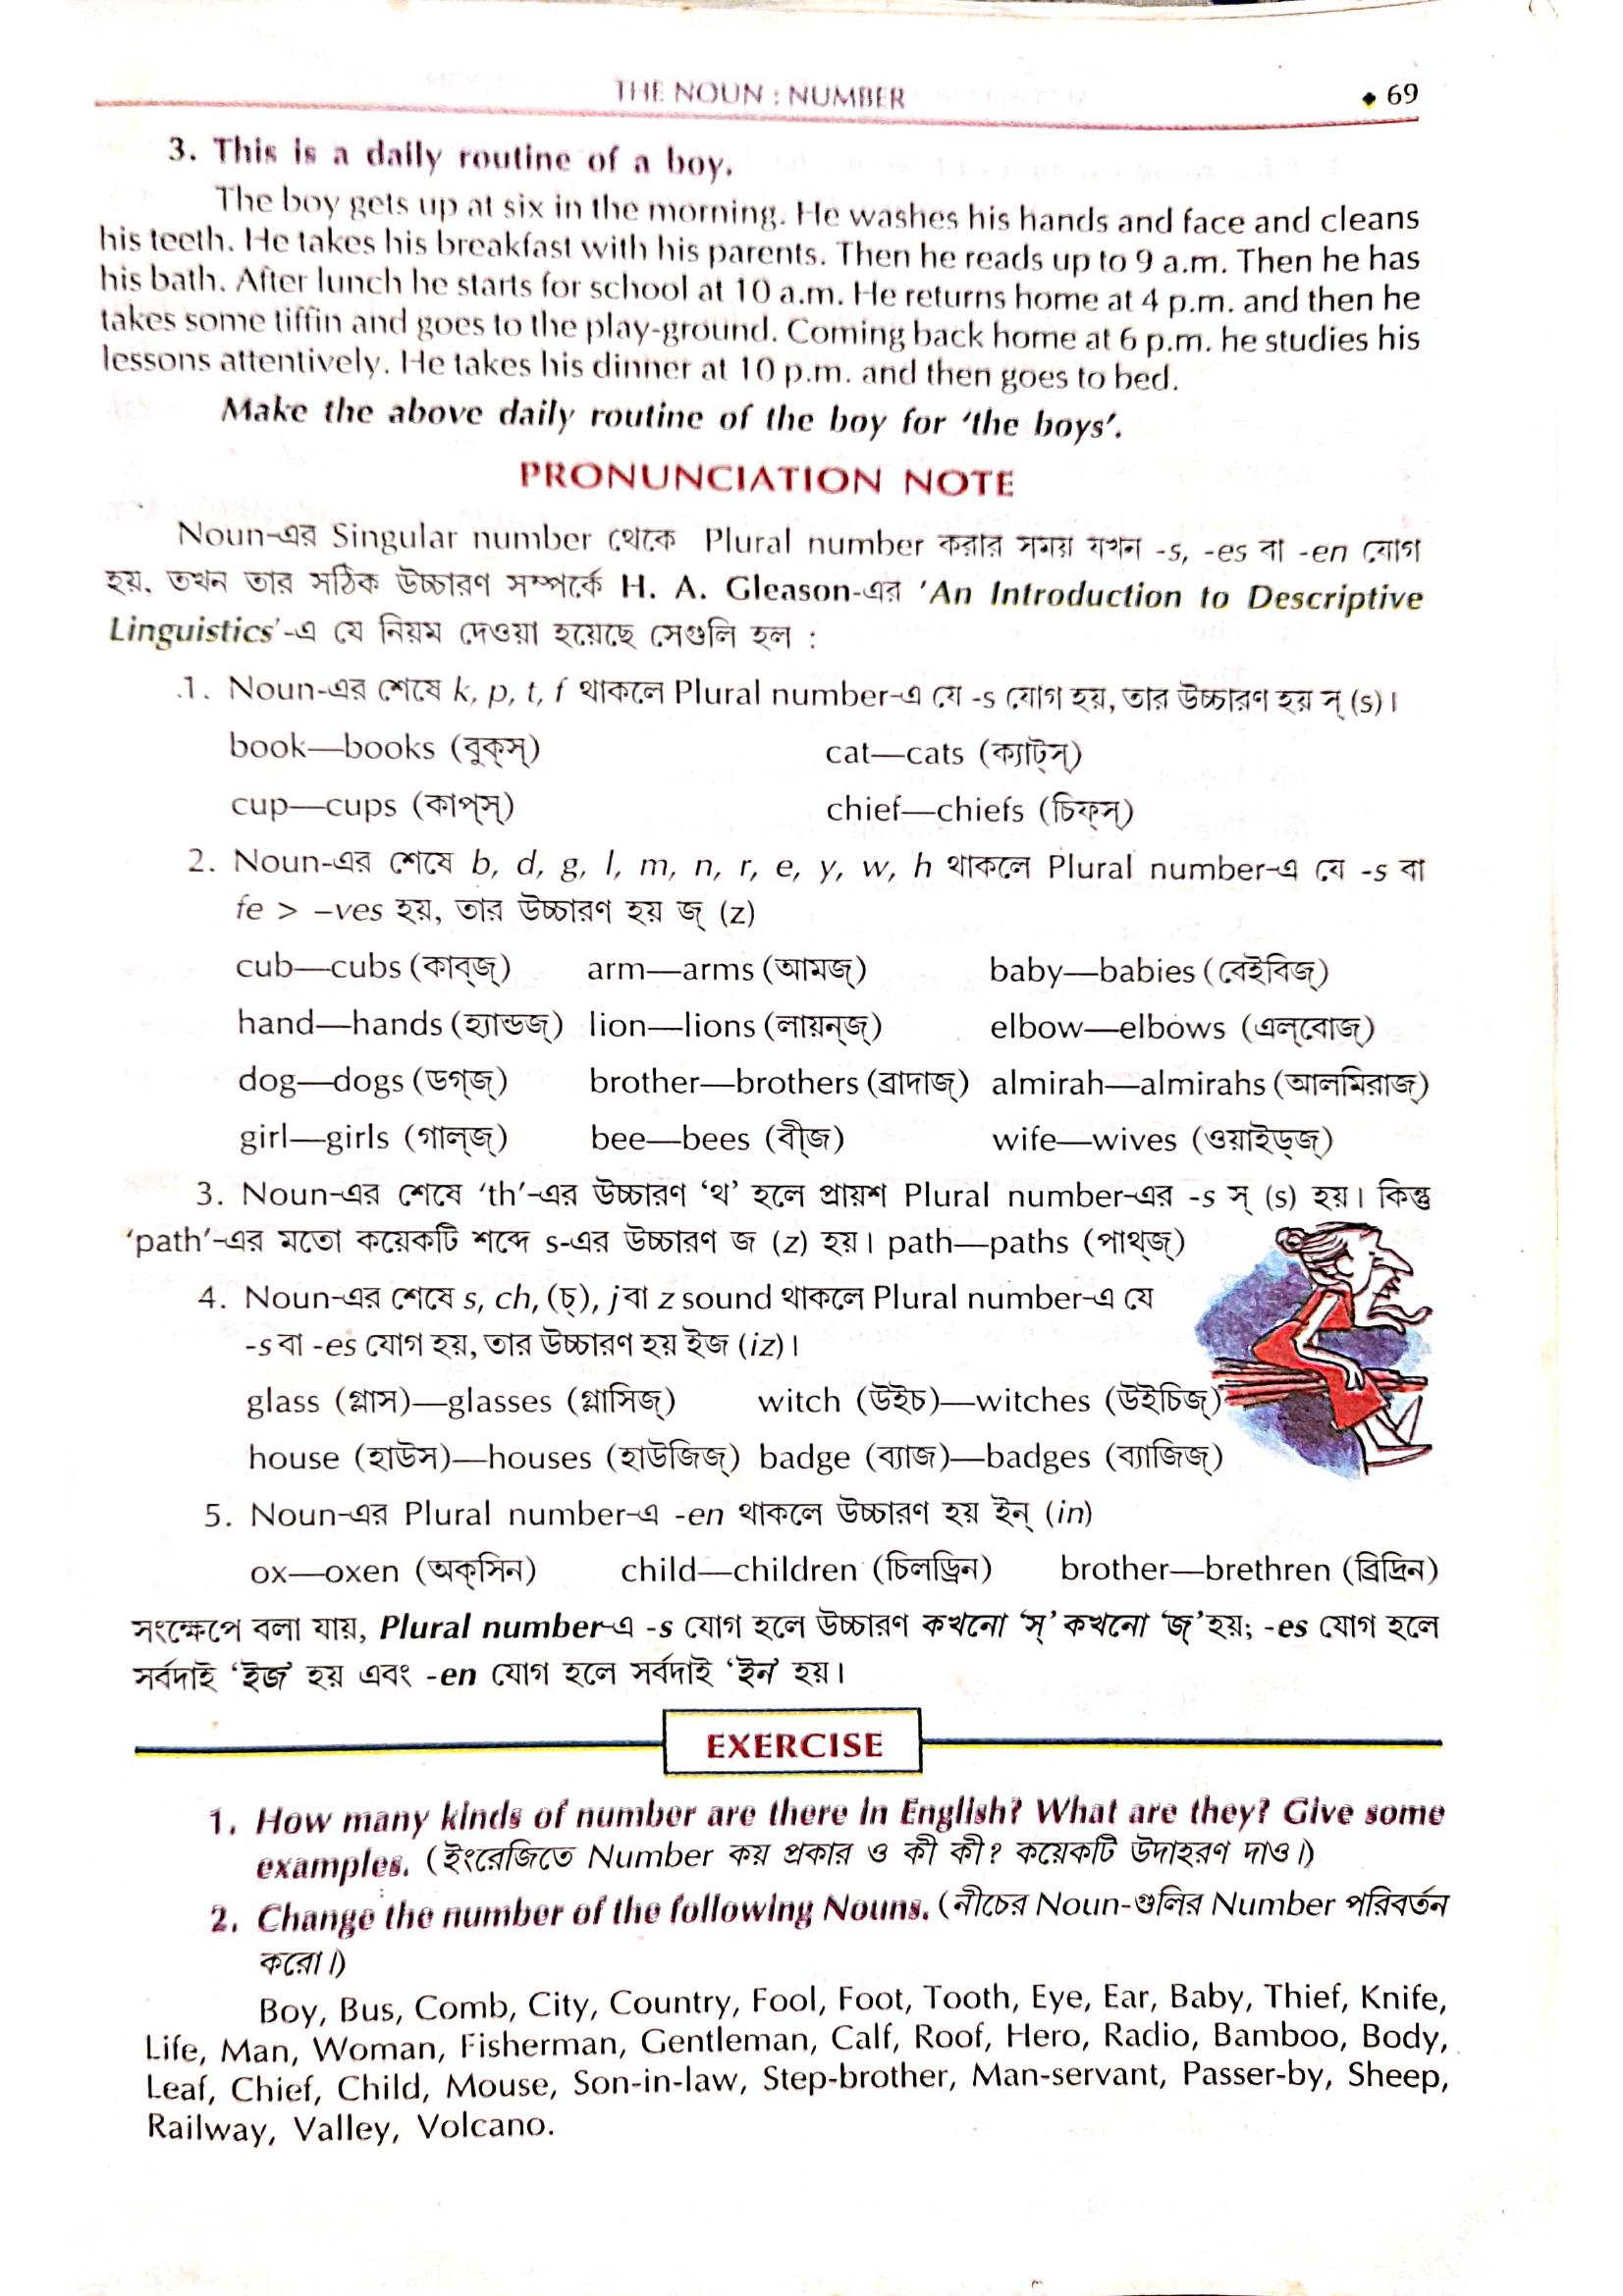 THE NOUN : NUMBER ◆ 69
3. This is a daily routine of a boy.
The boy gets up at six in the morning. He washes his hands and face and cleans
his teeth. He takes his breakfast with his parents. Then he reads up to 9 a.m. Then he has
his bath. After lunch he starts for school at 10 a.m. He returns home at 4 p.m. and then he
takes some tiffin and goes to the play-ground. Coming back home at 6 p.m. he studies his
lessons attentively. He takes his dinner at 10 p.m. and then goes to bed.
Make the above daily routine of the boy for 'the boys'.
PRONUNCIATION NOTE
Noun-এর Singular number থেকে Plural number করার সময় যখন -s, -es বা -en যোগ
হয়, তখন তার সঠিক উচ্চারণ সম্পর্কে H. A. Gleason-এর 'An Introduction to Descriptive
Linguistics'-এ যে নিয়ম দেওয়া হয়েছে সেগুলি হল :
1. Noun-এর শেষে k, p, t, f থাকলে Plural number-এ যে -s যোগ হয়, তার উচ্চারণ হয় স্ (s)।
book—books (বুক্‌স্) cat—cats (ক্যাট্‌স্)
cup—cups (কাপ্‌স্) chief—chiefs (চিফ্‌স্)
2. Noun-এর শেষে b, d, g, l, m, n, r, e, y, w, h থাকলে Plural number-এ যে -s বা
fe > –ves হয়, তার উচ্চারণ হয় জ্ (z)
cub—cubs (কাব্‌জ্) arm—arms (আমজ্) baby—babies (বেইবিজ্)
hand—hands (হ্যান্ডজ্) lion—lions (লায়ন্‌জ্) elbow—elbows (এল্‌বোজ্)
dog—dogs (ডগ্‌জ্) brother—brothers (ব্রাদাজ্) almirah—almirahs (আলমিরাজ্)
girl—girls (গাল্‌জ্) bee—bees (বী্জ) wife—wives (ওয়াইভ্‌জ্)
3. Noun-এর শেষে ‘th’-এর উচ্চারণ ‘থ’ হলে প্রায়শ Plural number-এর -s স্ (s) হয়। কিন্তু
‘path’-এর মতো কয়েকটি শব্দে s-এর উচ্চারণ জ (z) হয়। path—paths (পাথ্‌জ্)
4. Noun-এর শেষে s, ch, (চ্), j বা z sound থাকলে Plural number-এ যে
-s বা -es যোগ হয়, তার উচ্চারণ হয় ইজ (iz)।
glass (গ্লাস)—glasses (গ্লাসিজ্) witch (উইচ)—witches (উইচিজ্)
house (হাউস)—houses (হাউজিজ্) badge (ব্যাজ)—badges (ব্যাজিজ্)
5. Noun-এর Plural number-এ -en থাকলে উচ্চারণ হয় ইন্ (in)
ox—oxen (অক্‌সিন) child—children (চিলড্রিন) brother—brethren (ব্রিদ্রিন)
সংক্ষেপে বলা যায়, Plural number-এ -s যোগ হলে উচ্চারণ কখনো ‘স্’ কখনো ‘জ্’ হয়; -es যোগ হলে
সর্বদাই ‘ইজ’ হয় এবং -en যোগ হলে সর্বদাই ‘ইন’ হয়।
EXERCISE
1. How many kinds of number are there in English? What are they? Give some
examples. (ইংরেজিতে Number কয় প্রকার ও কী কী? কয়েকটি উদাহরণ দাও।)
2. Change the number of the following Nouns. (নীচের Noun-গুলির Number পরিবর্তন
করো।)
Boy, Bus, Comb, City, Country, Fool, Foot, Tooth, Eye, Ear, Baby, Thief, Knife,
Life, Man, Woman, Fisherman, Gentleman, Calf, Roof, Hero, Radio, Bamboo, Body,
Leaf, Chief, Child, Mouse, Son-in-law, Step-brother, Man-servant, Passer-by, Sheep,
Railway, Valley, Volcano.